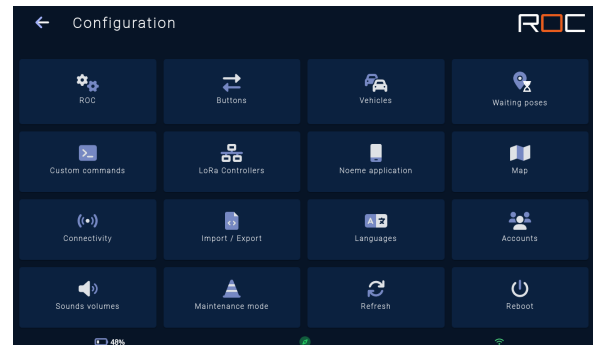 Configuration
ROC
ROC
Buttons
Vehicles
Waiting poses
Custom commands
LoRa Controllers
Noeme application
Map
Connectivity
Import / Export
A
Languages
Accounts
Sounds volumes
Maintenance mode
Refresh
Reboot
48%